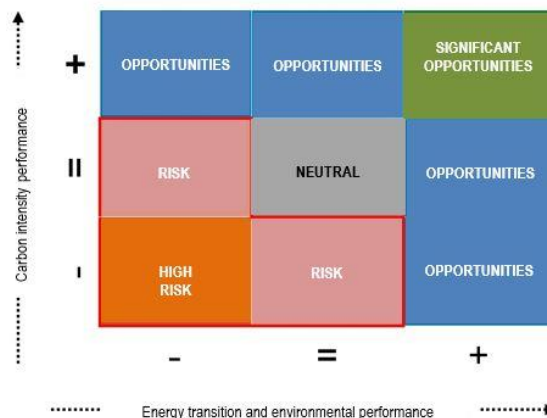 +
OPPORTUNITIES
OPPORTUNITIES
SIGNIFICANT
OPPORTUNITIES
Carbon intensity performance
=
RISK
NEUTRAL
OPPORTUNITIES
-
HIGH
RISK
RISK
OPPORTUNITIES
- = +
Energy transition and environmental performance